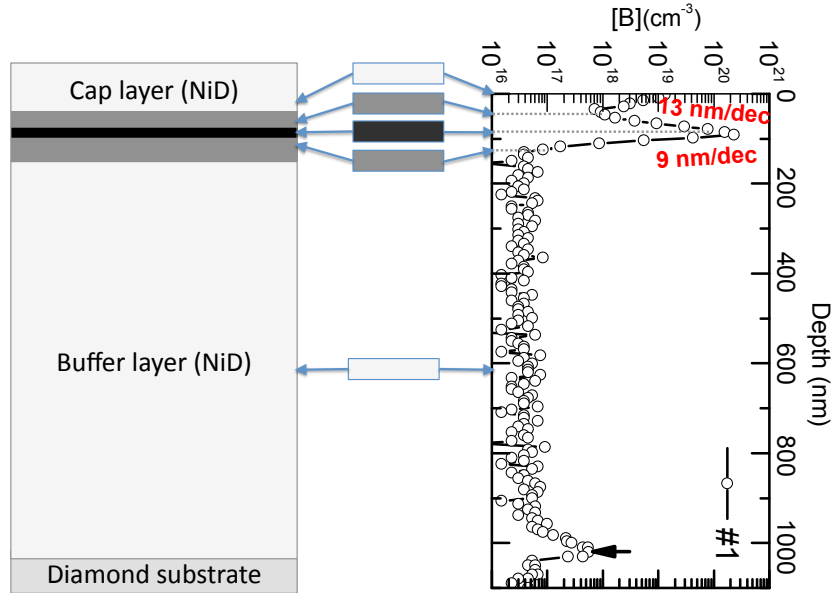 [B](cm⁻³)
10¹⁶ 10¹⁷ 10¹⁸ 10¹⁹ 10²⁰ 10²¹
Cap layer (NiD)
Buffer layer (NiD)
Diamond substrate
13 nm/dec
9 nm/dec
0
200
400
600
800
1000
Depth (nm)
#1